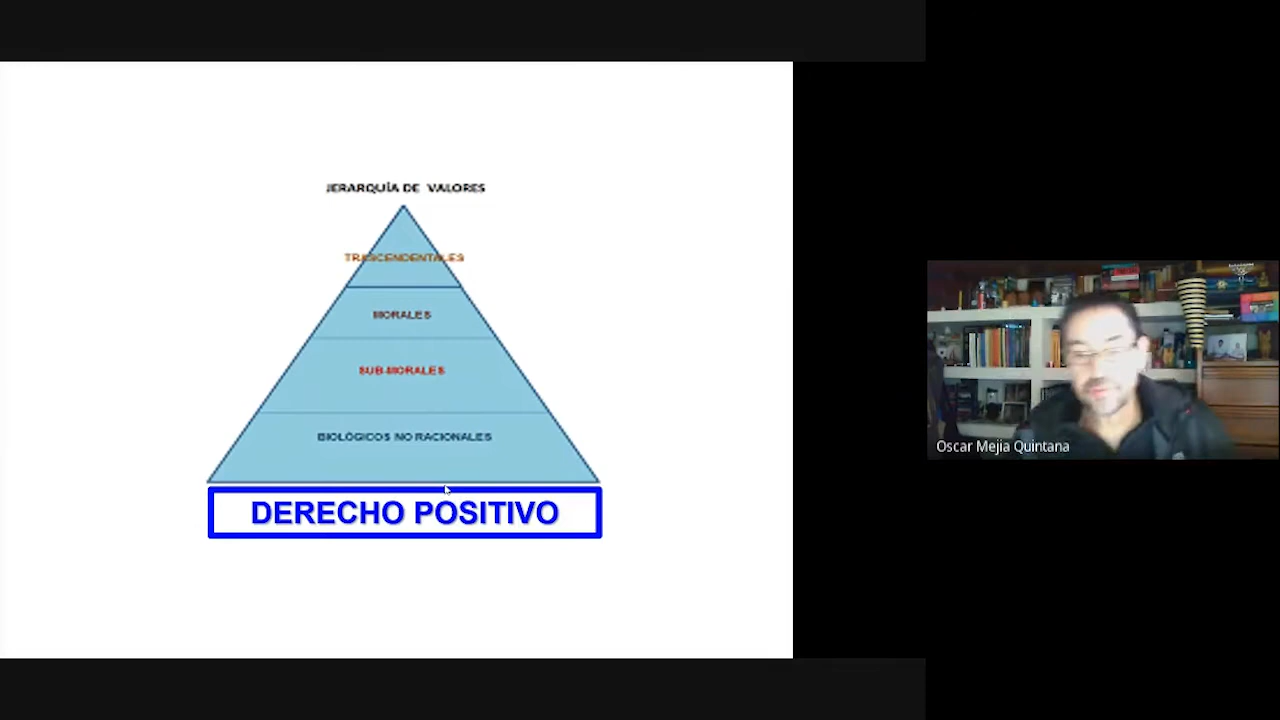 JERARQUÍA DE VALORES
TRASCENDENTALES
MORALES
SUB-MORALES
BIOLÓGICOS NO RACIONALES
DERECHO POSITIVO
Oscar Mejia Quintana